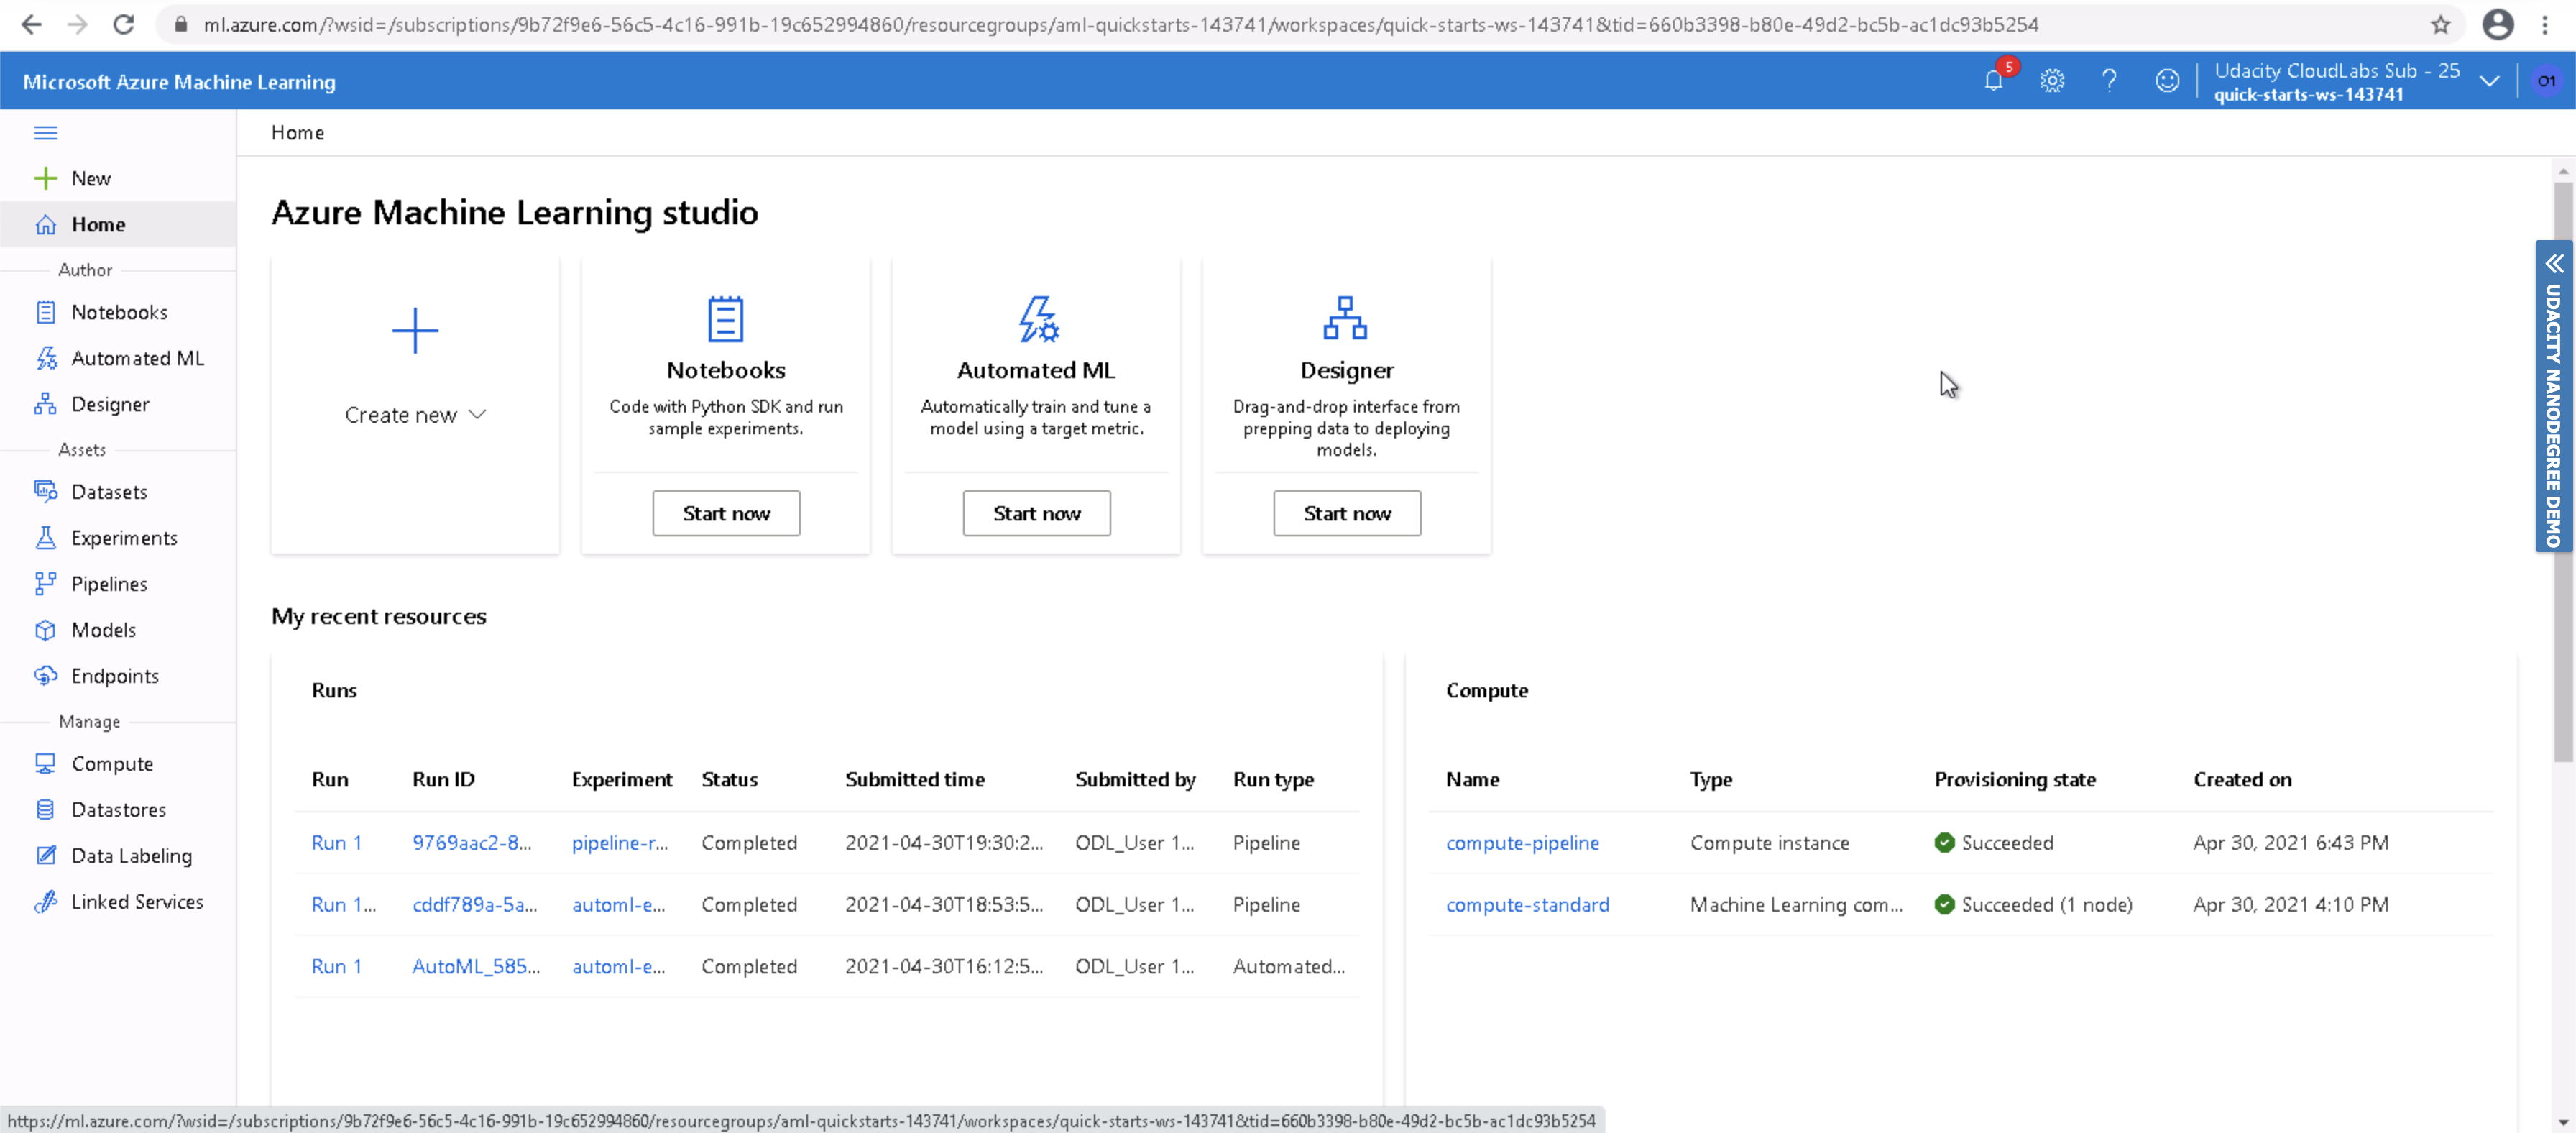 ml.azure.com/?wsid=/subscriptions/9b72f9e6-56c5-4c16-991b-19c652994860/resourcegroups/aml-quickstarts-143741/workspaces/quick-starts-ws-143741&tid=660b3398-b80e-49d2-bc5b-ac1dc93b5254
Microsoft Azure Machine Learning
5
Udacity CloudLabs Sub - 25
quick-starts-ws-143741
O1
New
Home
Author
Notebooks
Automated ML
Designer
Assets
Datasets
Experiments
Pipelines
Models
Endpoints
Manage
Compute
Datastores
Data Labeling
Linked Services
Home
Azure Machine Learning studio
Create new
Notebooks
Code with Python SDK and run
sample experiments.
Start now
Automated ML
Automatically train and tune a
model using a target metric.
Start now
Designer
Drag-and-drop interface from
prepping data to deploying
models.
Start now
UDACITY NANODEGREE DEMO
My recent resources
Runs
Run Run ID Experiment Status Submitted time Submitted by Run type
Run 1 9769aac2-8... pipeline-r... Completed 2021-04-30T19:30:2... ODL_User 1... Pipeline
Run 1... cddf789a-5a... automl-e... Completed 2021-04-30T18:53:5... ODL_User 1... Pipeline
Run 1 AutoML_585... automl-e... Completed 2021-04-30T16:12:5... ODL_User 1... Automated...
Compute
Name Type Provisioning state Created on
compute-pipeline Compute instance Succeeded Apr 30, 2021 6:43 PM
compute-standard Machine Learning com... Succeeded (1 node) Apr 30, 2021 4:10 PM
https://ml.azure.com/?wsid=/subscriptions/9b72f9e6-56c5-4c16-991b-19c652994860/resourcegroups/aml-quickstarts-143741/workspaces/quick-starts-ws-143741&tid=660b3398-b80e-49d2-bc5b-ac1dc93b5254